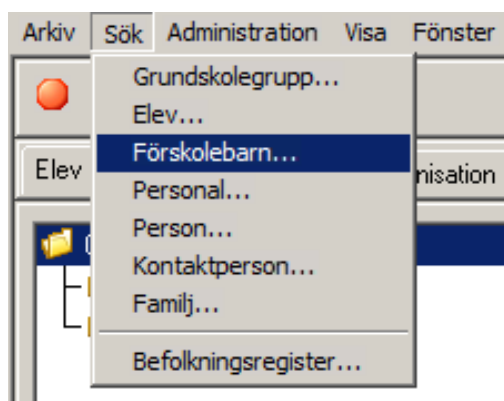 Arkiv Sök Administration Visa Fönster
Grundskolegrupp...
Elev...
Förskolebarn...
Elev nisation
Personal...
Person...
Kontaktperson...
Familj...
Befolkningsregister...